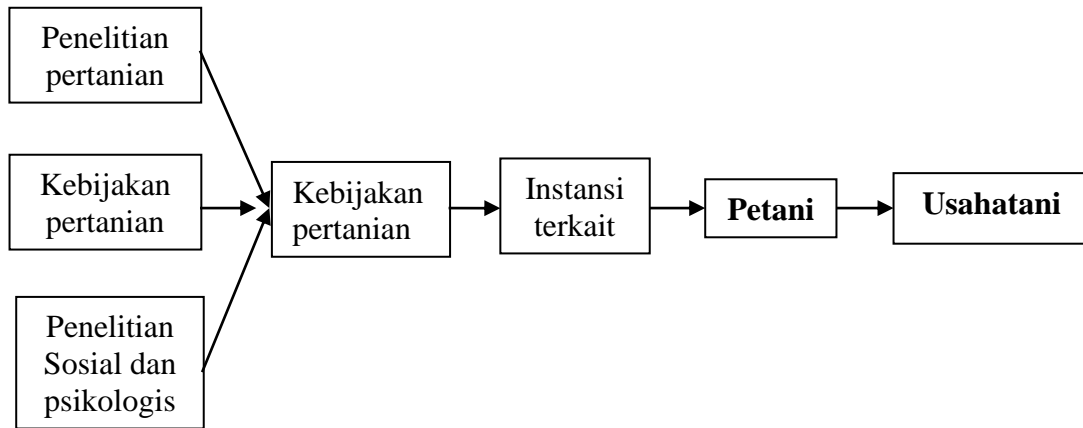 Penelitian
pertanian
Kebijakan
pertanian
Penelitian
Sosial dan
psikologis
Kebijakan
pertanian
Instansi
terkait
Petani
Usahatani